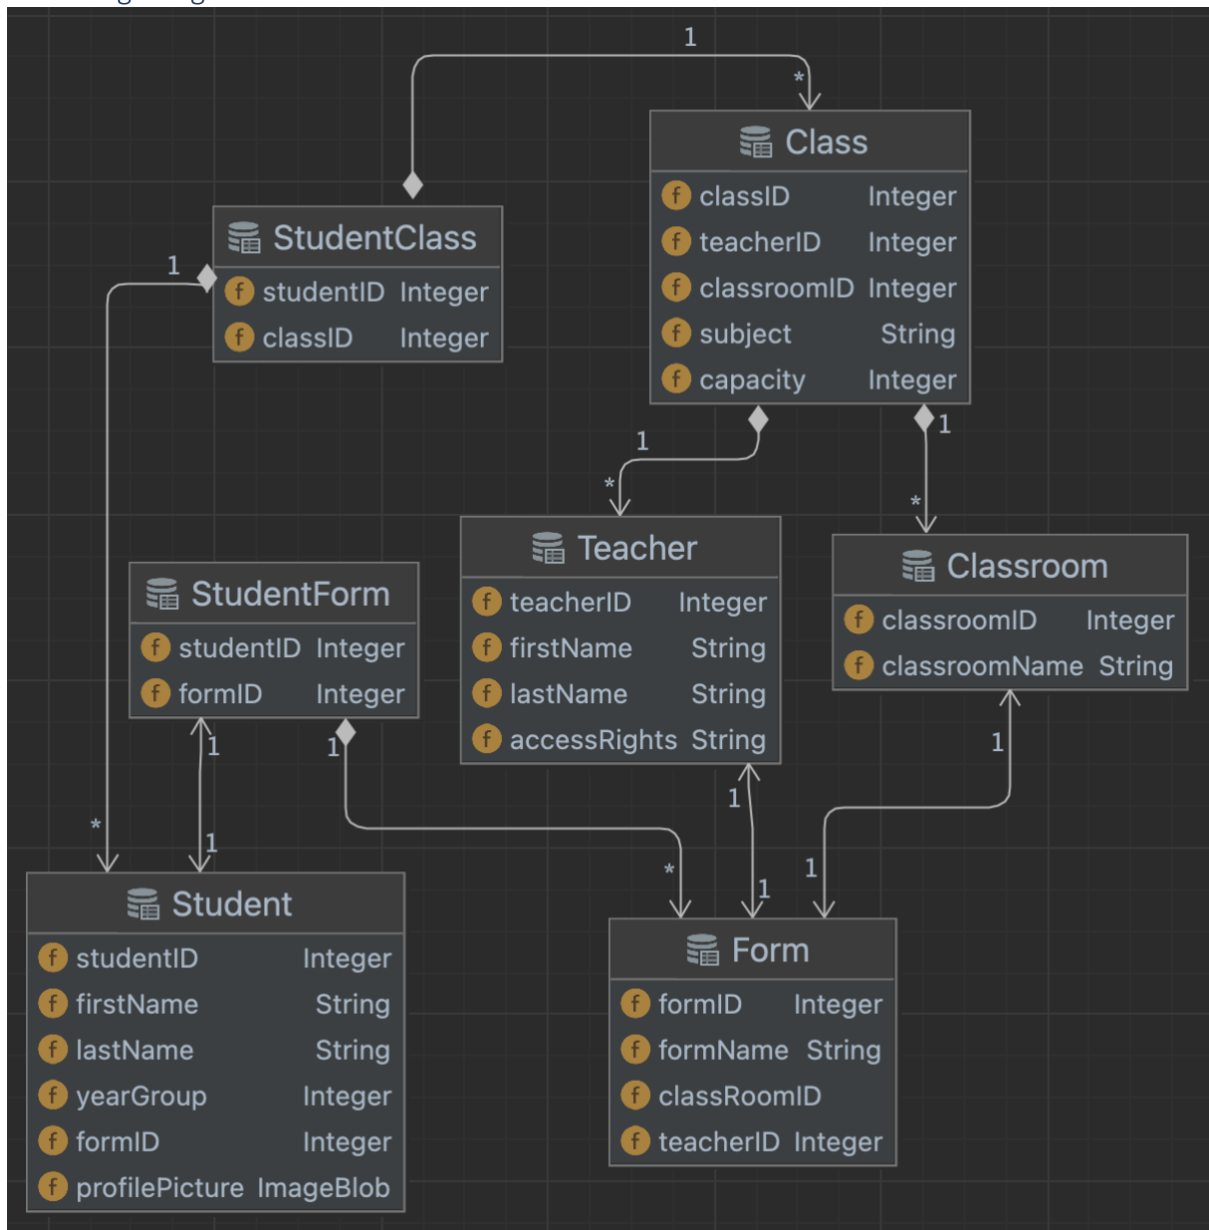 1
*
Class
classID Integer
teacherID Integer
classroomID Integer
subject String
capacity Integer
StudentClass
studentID Integer
classID Integer
1
1
*
1
*
Teacher
teacherID Integer
firstName String
lastName String
accessRights String
Classroom
classroomID Integer
classroomName String
StudentForm
studentID Integer
formID Integer
1
1
1
1
*
1
*
1
1
Student
studentID Integer
firstName String
lastName String
yearGroup Integer
formID Integer
profilePicture ImageBlob
Form
formID Integer
formName String
classRoomID
teacherID Integer